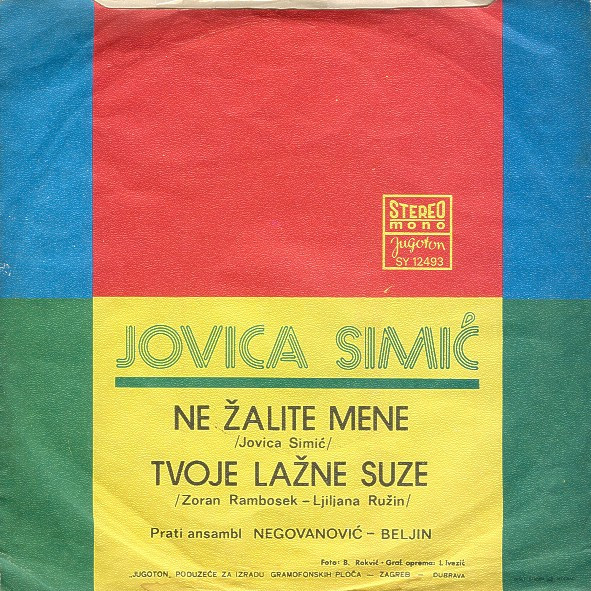 STEREO
mono
Jugoton
SY 12493
JOVICA SIMIĆ
NE ŽALITE MENE
/Jovica Simić/
TVOJE LAŽNE SUZE
/Zoran Rambosek – Ljiljana Ružin/
Prati ansambl NEGOVANOVIĆ – BELJIN
Foto: B. Rokvić - Graf. oprema: I. Ivezić
„JUGOTON„ PODUZEĆE ZA IZRADU GRAMOFONSKIH PLOČA — ZAGREB – DUBRAVA